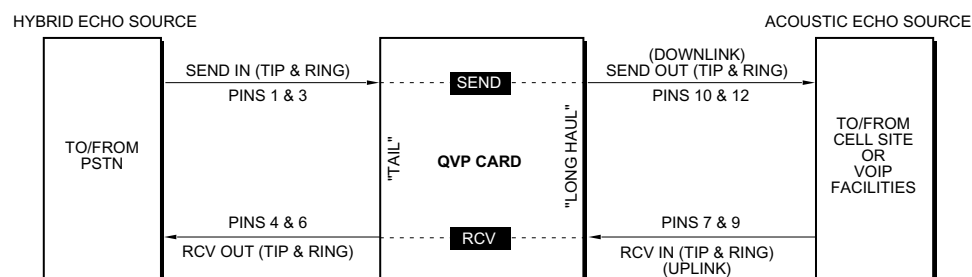 HYBRID ECHO SOURCE
ACOUSTIC ECHO SOURCE
SEND IN (TIP & RING)
PINS 1 & 3
SEND
(DOWNLINK)
SEND OUT (TIP & RING)
PINS 10 & 12
TO/FROM
PSTN
"TAIL"
QVP CARD
"LONG HAUL"
TO/FROM
CELL SITE
OR
VOIP
FACILITIES
PINS 4 & 6
RCV OUT (TIP & RING)
RCV
PINS 7 & 9
RCV IN (TIP & RING)
(UPLINK)